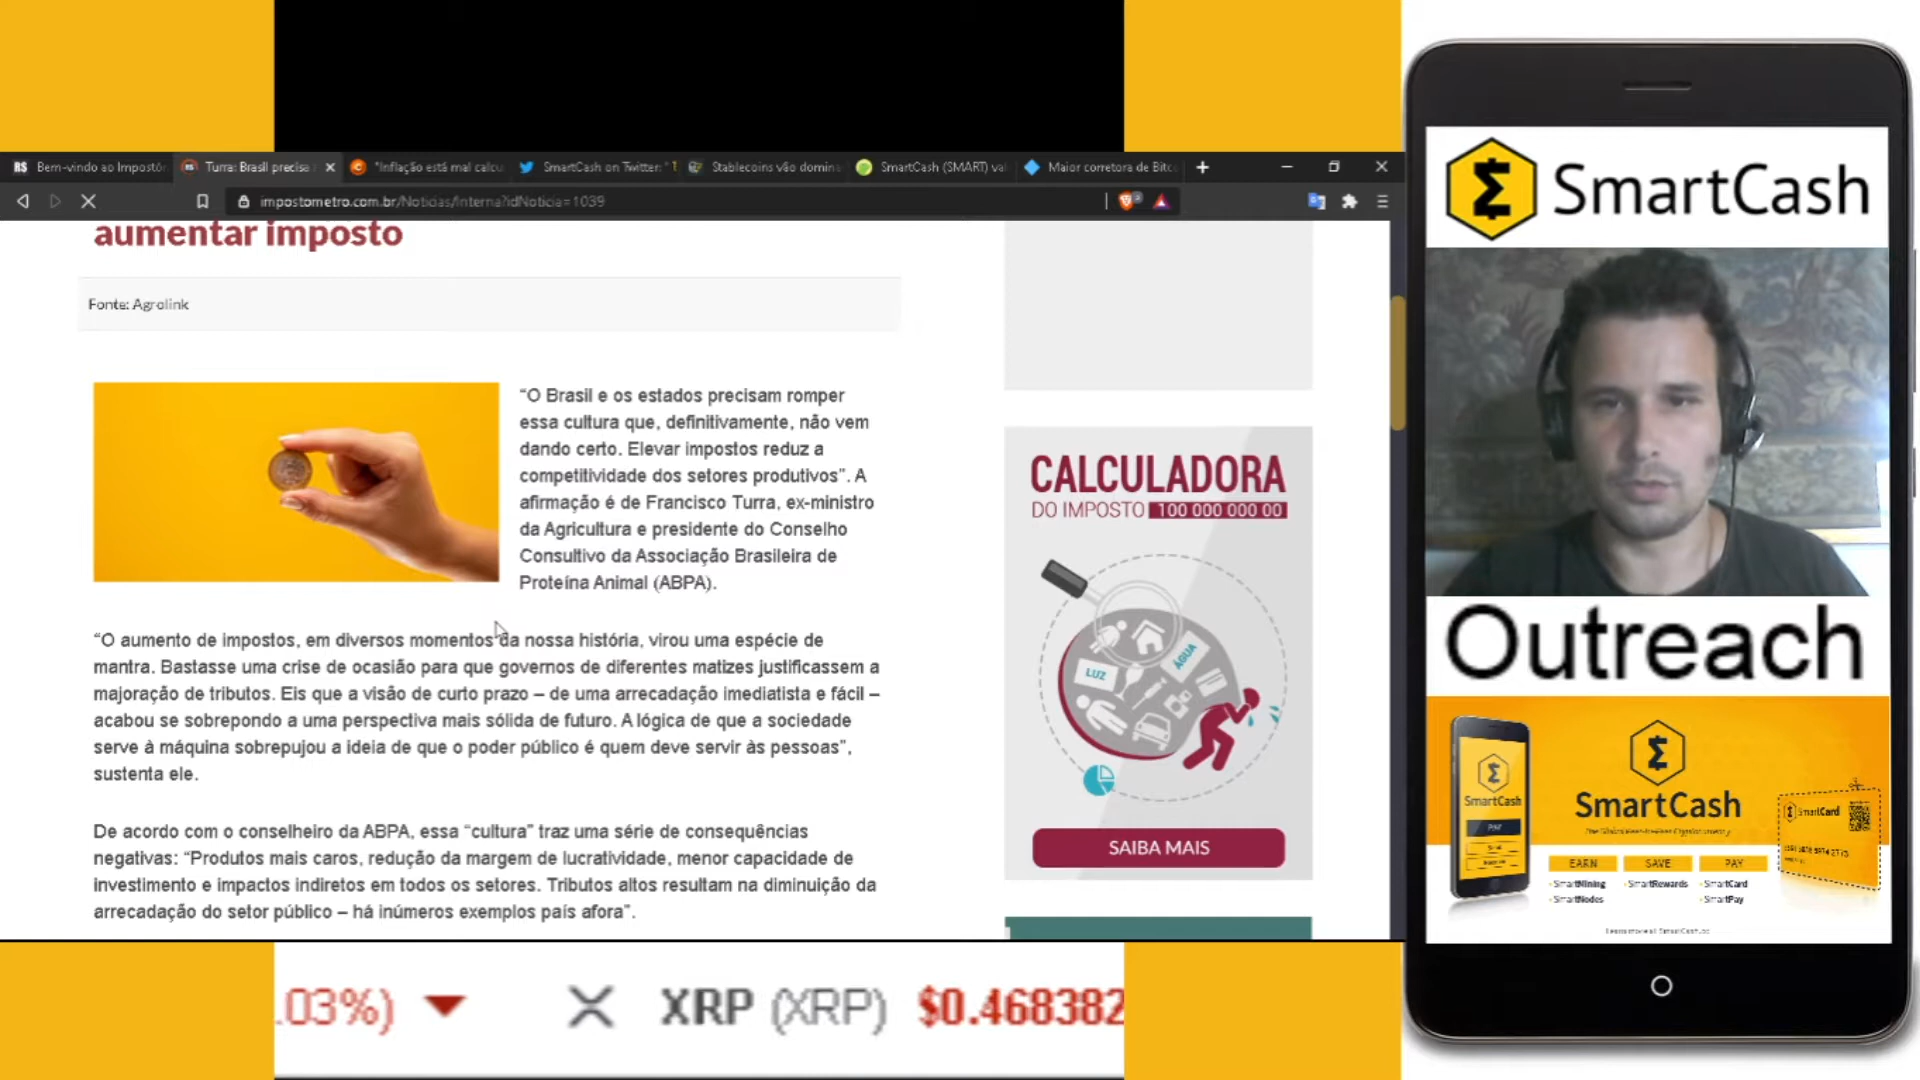 Bem-vindo ao Impostô
Turra: Brasil precisa
"Inflação está mal calcu
SmartCash on Twitter: "
Stablecoins vão domin
SmartCash (SMART) val
Maior corretora de Bitc
impostometro.com.br/Noticias/Interna?idNoticia=1039
aumentar imposto
Fonte: Agrolink
“O Brasil e os estados precisam romper
essa cultura que, definitivamente, não vem
dando certo. Elevar impostos reduz a
competitividade dos setores produtivos”. A
afirmação é de Francisco Turra, ex-ministro
da Agricultura e presidente do Conselho
Consultivo da Associação Brasileira de
Proteína Animal (ABPA).
“O aumento de impostos, em diversos momentos da nossa história, virou uma espécie de
mantra. Bastasse uma crise de ocasião para que governos de diferentes matizes justificassem a
majoração de tributos. Eis que a visão de curto prazo – de uma arrecadação imediatista e fácil –
acabou se sobrepondo a uma perspectiva mais sólida de futuro. A lógica de que a sociedade
serve à máquina sobrepujou a ideia de que o poder público é quem deve servir às pessoas”,
sustenta ele.
De acordo com o conselheiro da ABPA, essa “cultura” traz uma série de consequências
negativas: “Produtos mais caros, redução da margem de lucratividade, menor capacidade de
investimento e impactos indiretos em todos os setores. Tributos altos resultam na diminuição da
arrecadação do setor público – há inúmeros exemplos país afora”.
CALCULADORA
DO IMPOSTO 100 000 000 00
LUZ
ÁGUA
SAIBA MAIS
.03%)
XRP (XRP) $0.468382
SmartCash
Outreach
SmartCash
PAY
SmartCash
SmartCard
EARN
SAVE
PAY
SmartMining
SmartRewards
SmartCard
SmartNodes
SmartPay